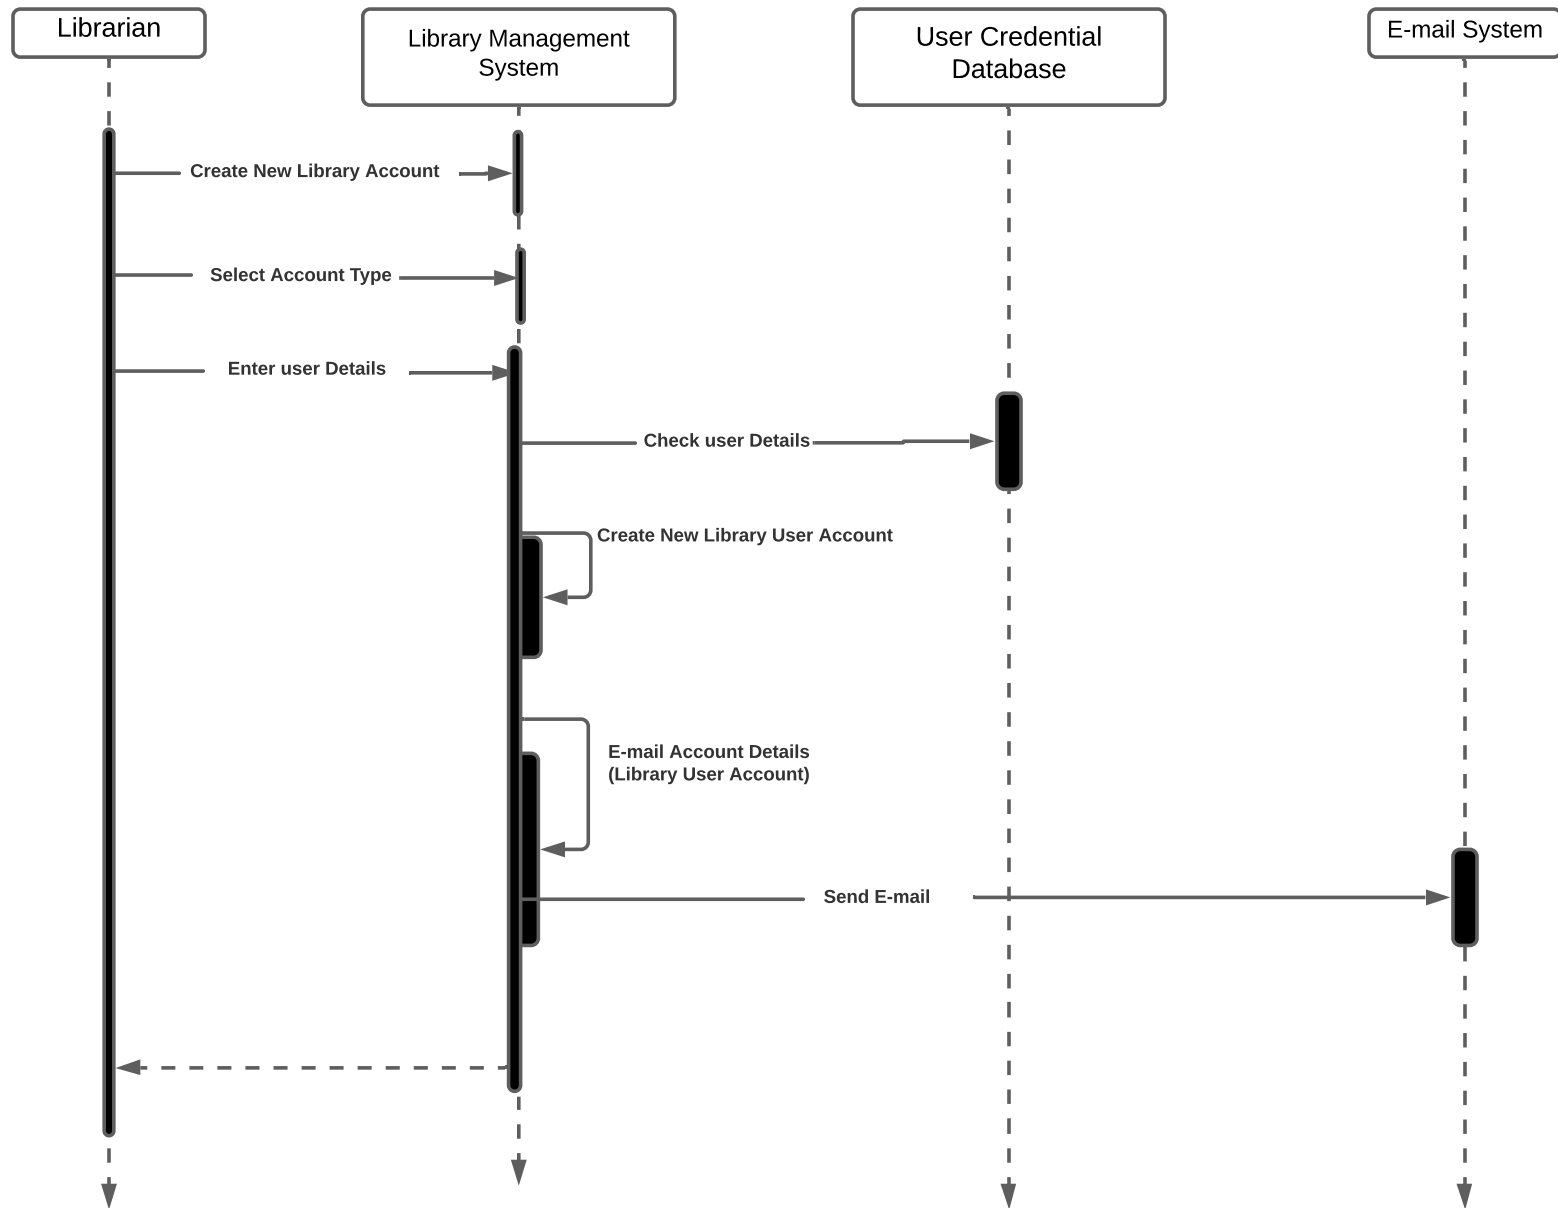 Librarian
Library Management
System
User Credential
Database
E-mail System
Create New Library Account
Select Account Type
Enter user Details
Check user Details
Create New Library User Account
E-mail Account Details
(Library User Account)
Send E-mail